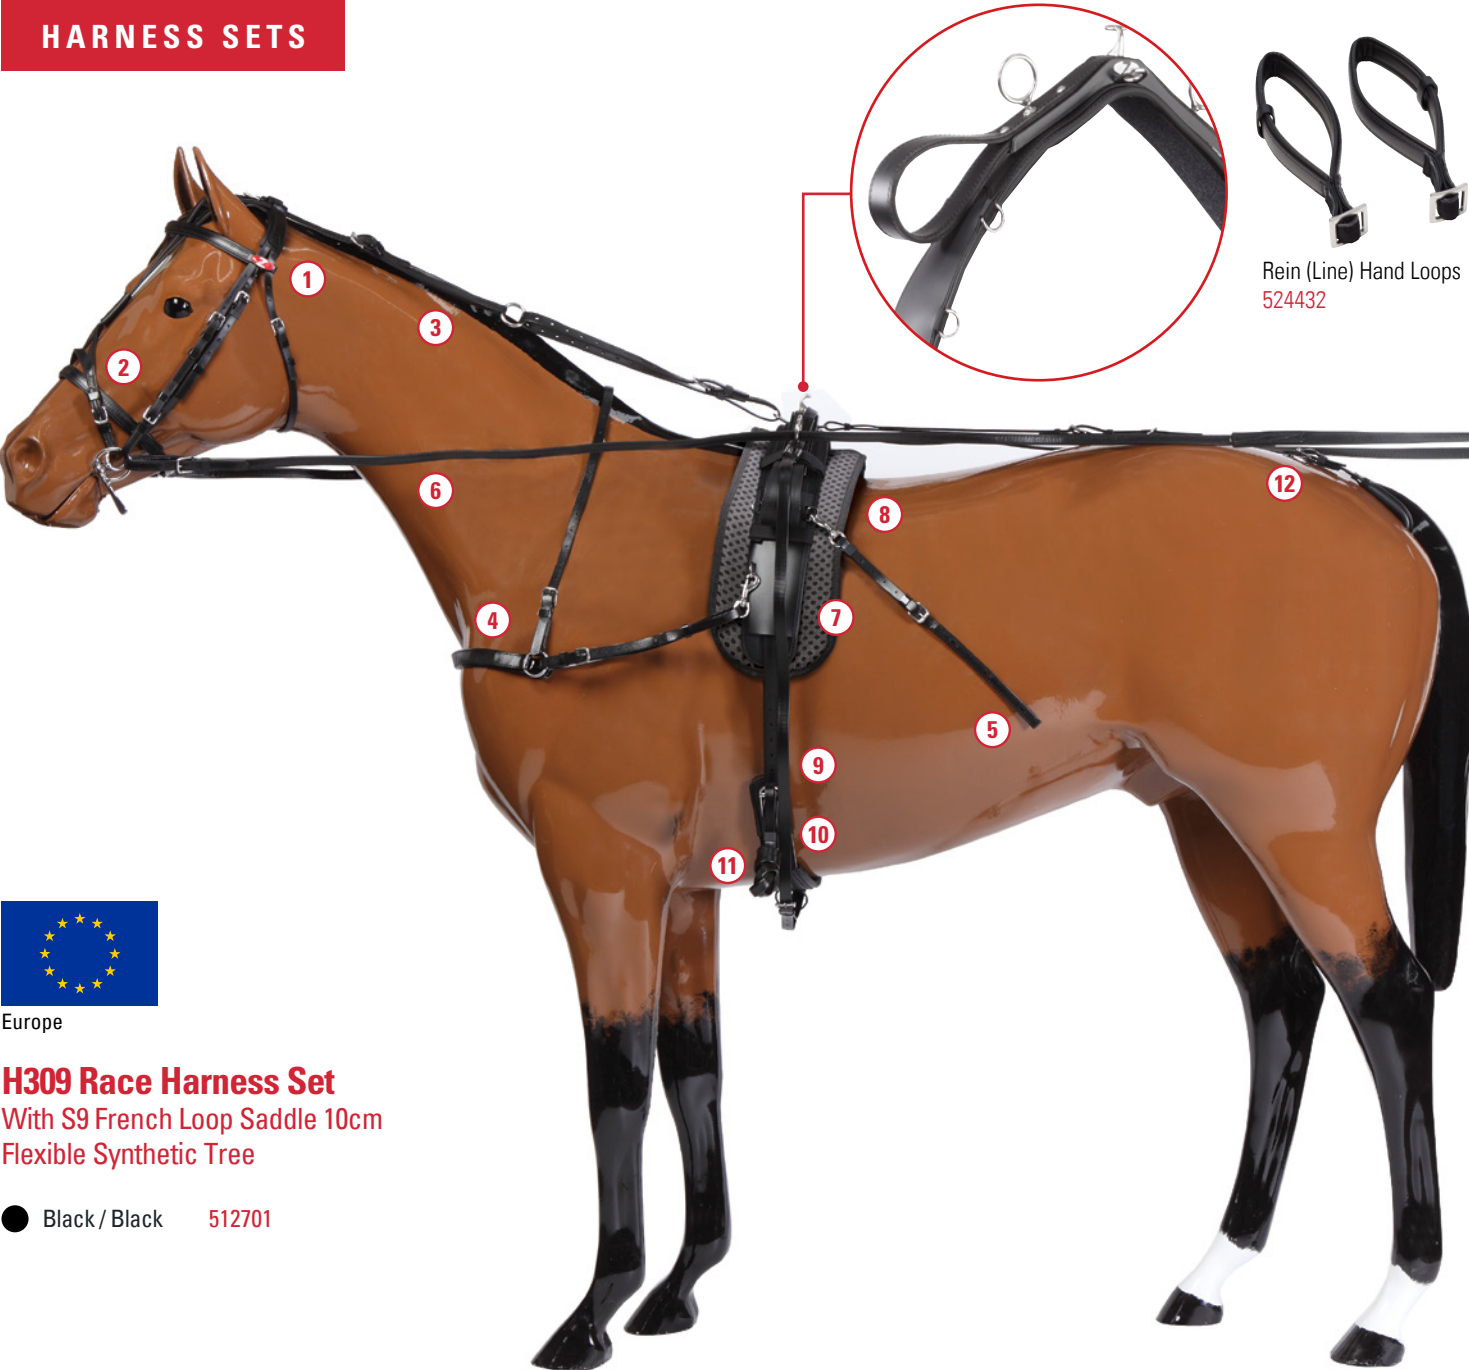 HARNESS SETS
Rein (Line) Hand Loops
524432
1
2
3
4
5
6
7
8
9
10
11
12
Europe
H309 Race Harness Set
With S9 French Loop Saddle 10cm
Flexible Synthetic Tree
Black / Black 512701